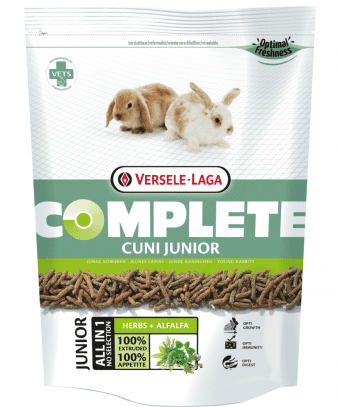 Optimal
Freshness
VETS
VERSELE-LAGA
COMPLETE
CUNI JUNIOR
JUNIOR
ALL IN 1
NO SELECTION
HERBS + ALFALFA
100%
EXTRUDED
100%
APPETITE
OPTI
GROWTH
OPTI
IMMUNITY
OPTI
DIGEST